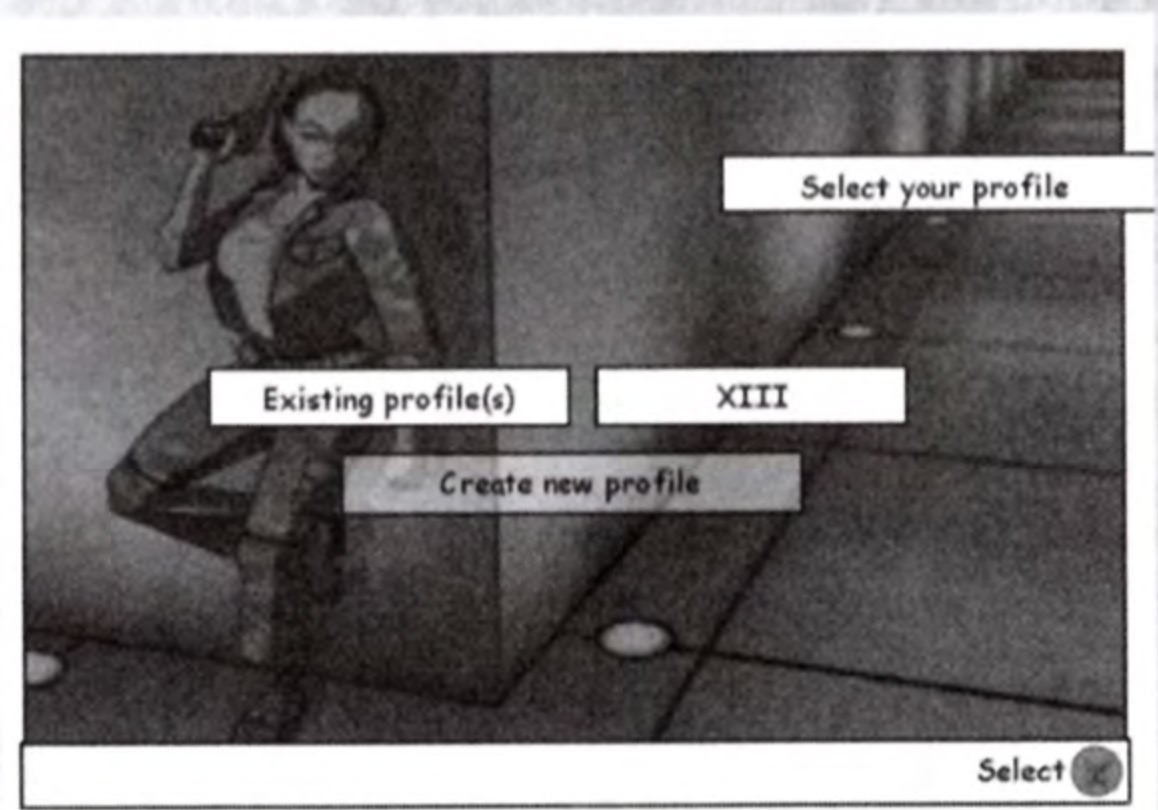 Select your profile
Existing profile(s)
XIII
Create new profile
Select